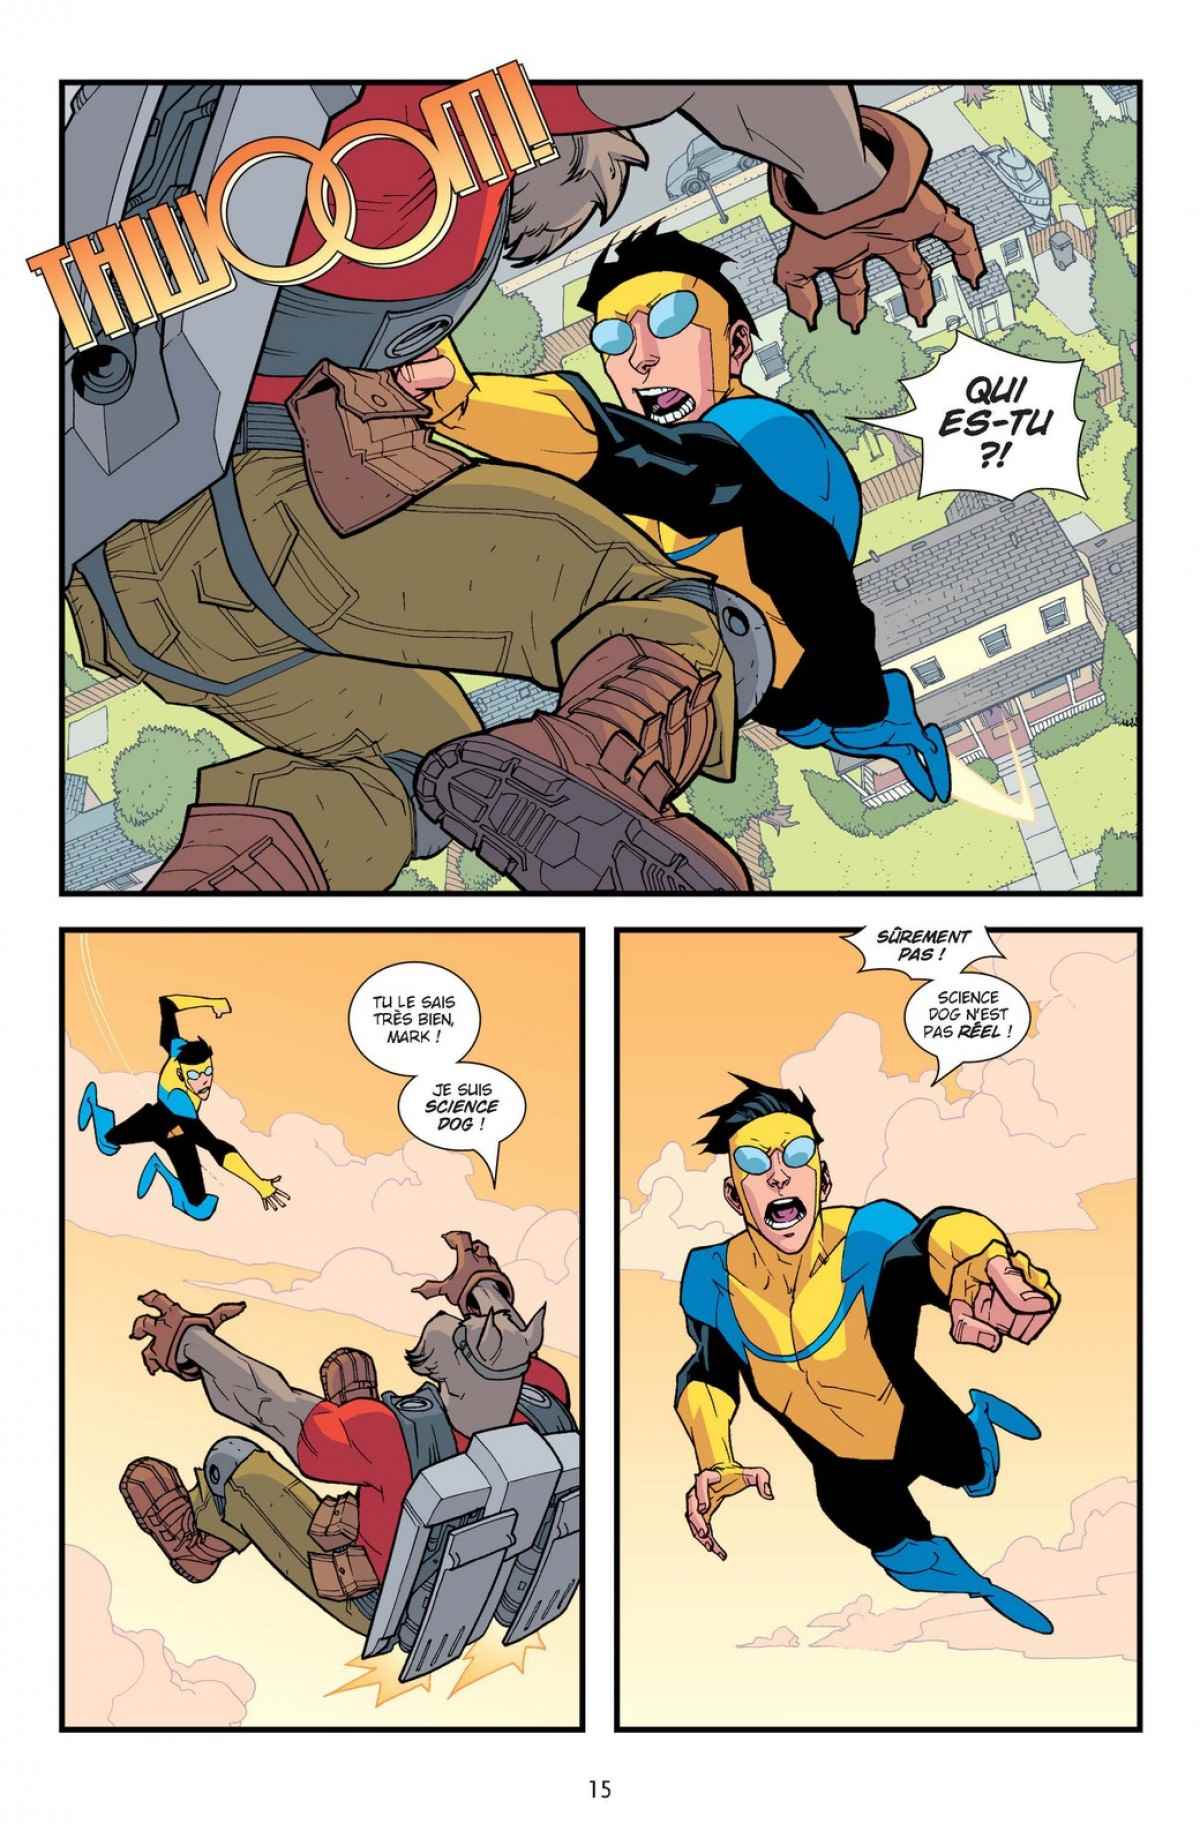 THWOOM!
QUI
ES-TU
?!
TU LE SAIS
TRÈS BIEN,
MARK !
JE SUIS
SCIENCE
DOG !
SÛREMENT
PAS !
SCIENCE
DOG N'EST
PAS RÉEL !
15